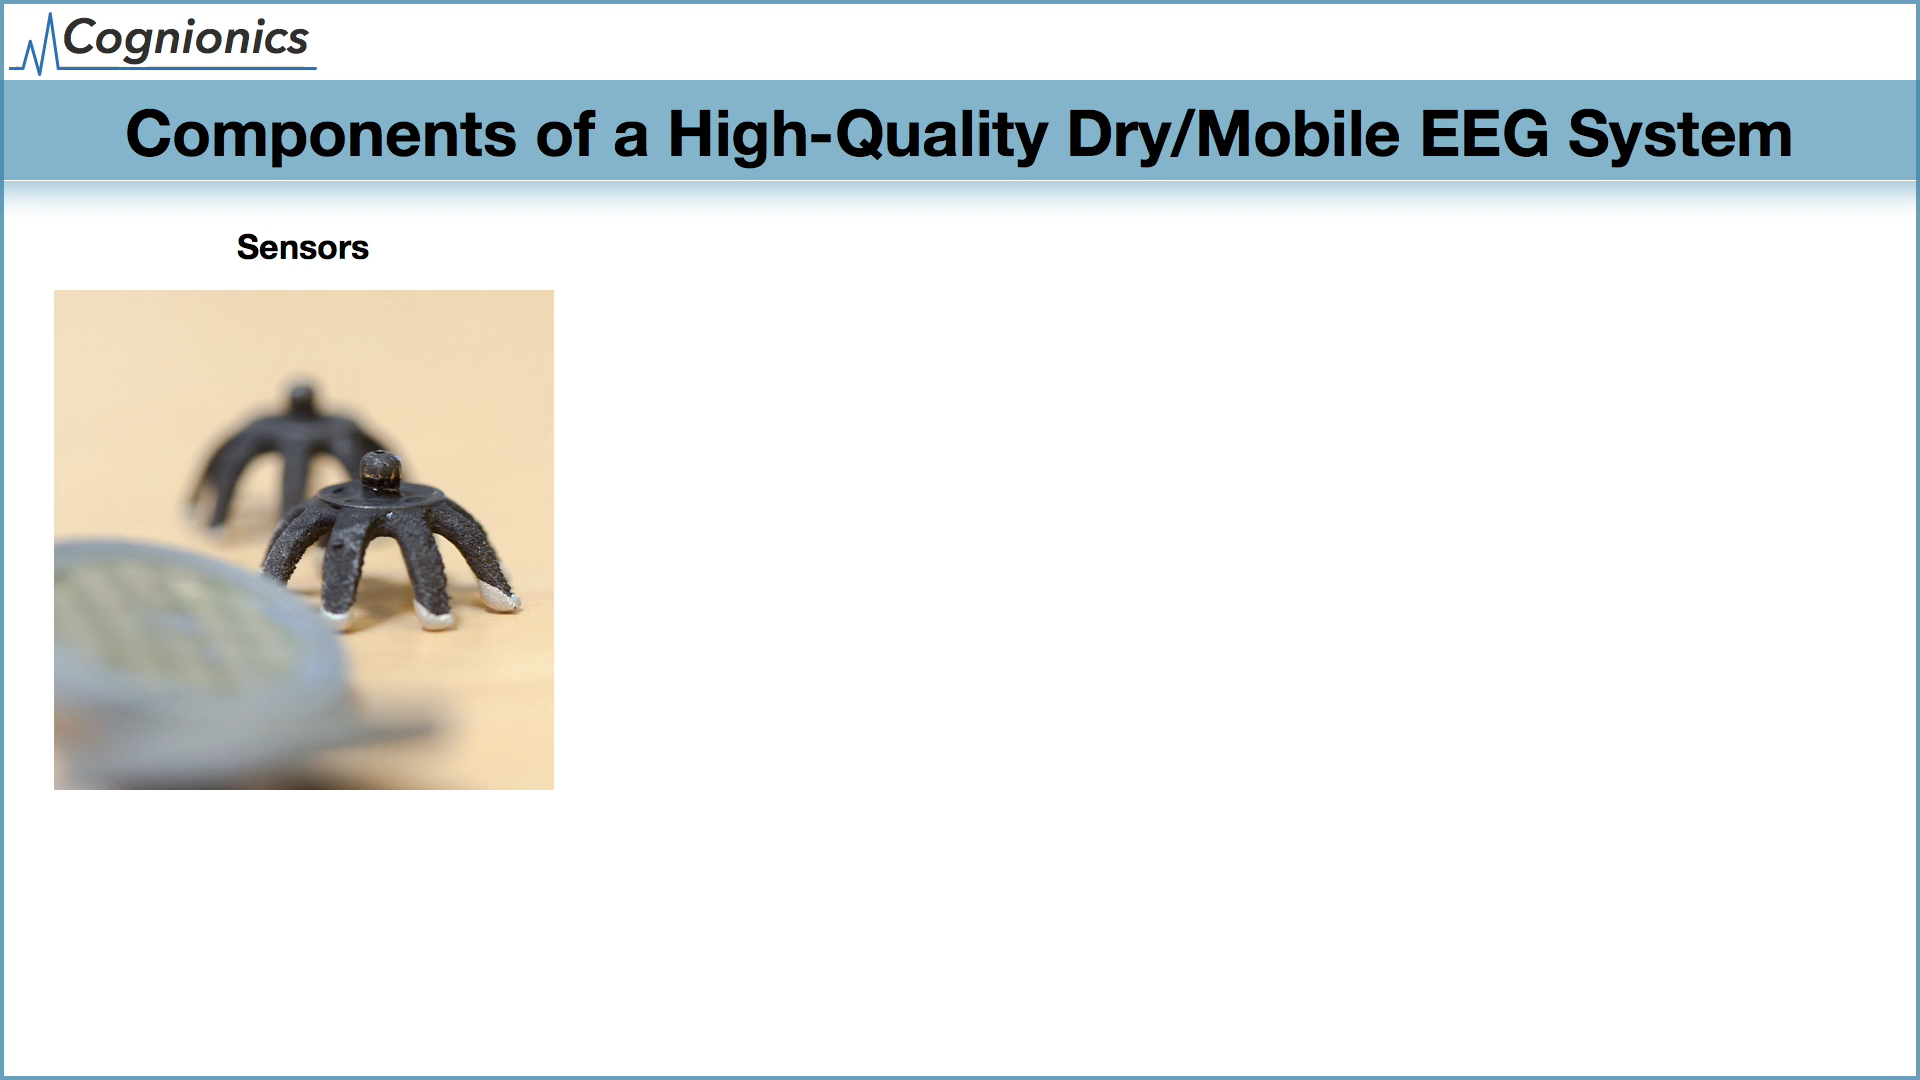 Cognionics
Components of a High-Quality Dry/Mobile EEG System
Sensors